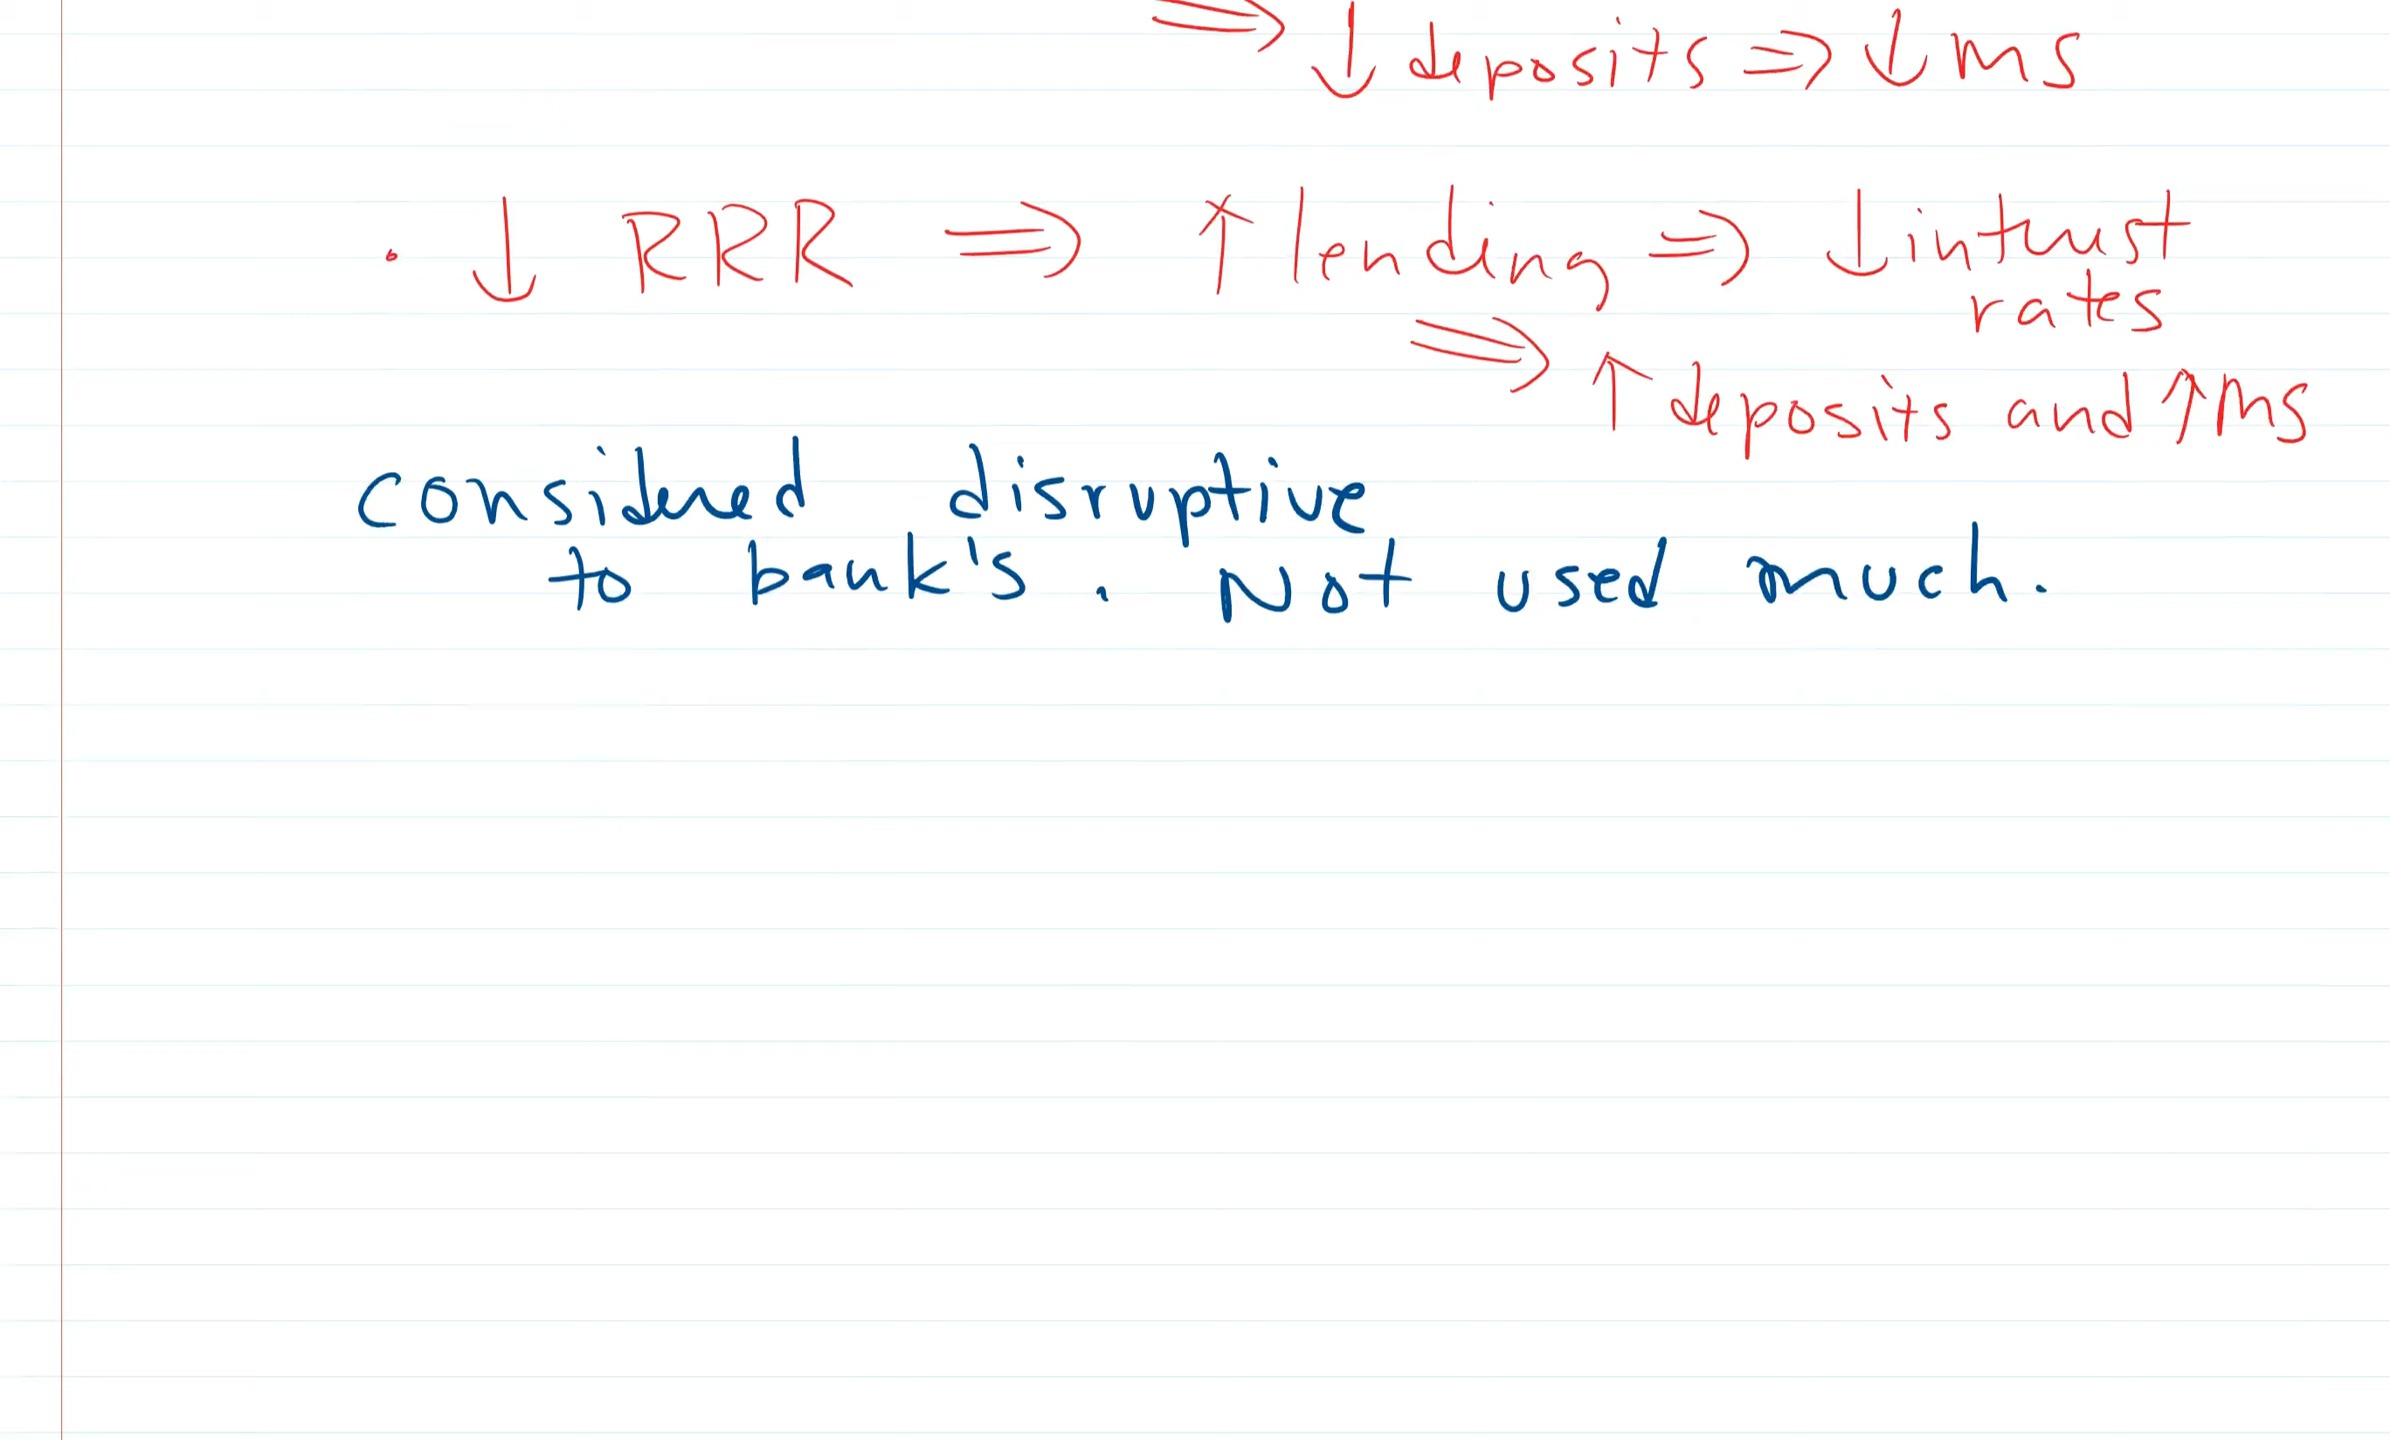 ⇒ ↓ deposits ⇒ ↓ MS
• ↓ RRR ⇒ ↑ lending ⇒ ↓ interest
rates
⇒ ↑ deposits and ↑ MS
considered disruptive
to bank's. Not used much.